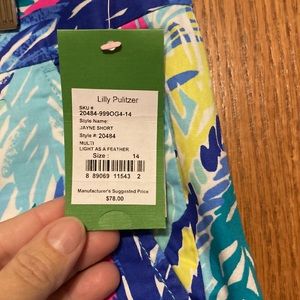 Lilly Pulitzer
SKU #
20484-999OG4-14
Style Name:
JAYNE SHORT
Style #: 20484
MULTI
LIGHT AS A FEATHER
Size : 14
8 89069 11543 2
Manufacturer's Suggested Price
$78.00